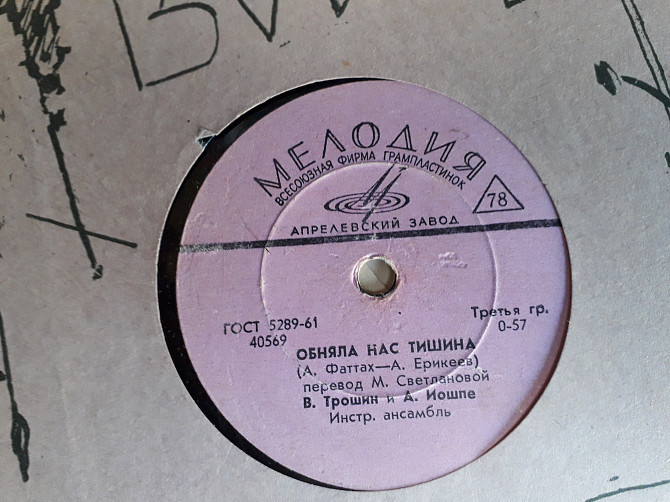 МЕЛОДИЯ
ВСЕСОЮЗНАЯ ФИРМА ГРАМПЛАСТИНОК
78
АПРЕЛЕВСКИЙ ЗАВОД
ГОСТ 5289-61
40569
Третья гр.
0-57
ОБНЯЛА НАС ТИШИНА
(А. Фаттах—А. Ерикеев)
перевод М. Светлановой
В. Трошин и А. Иошпе
Инстр. ансамбль